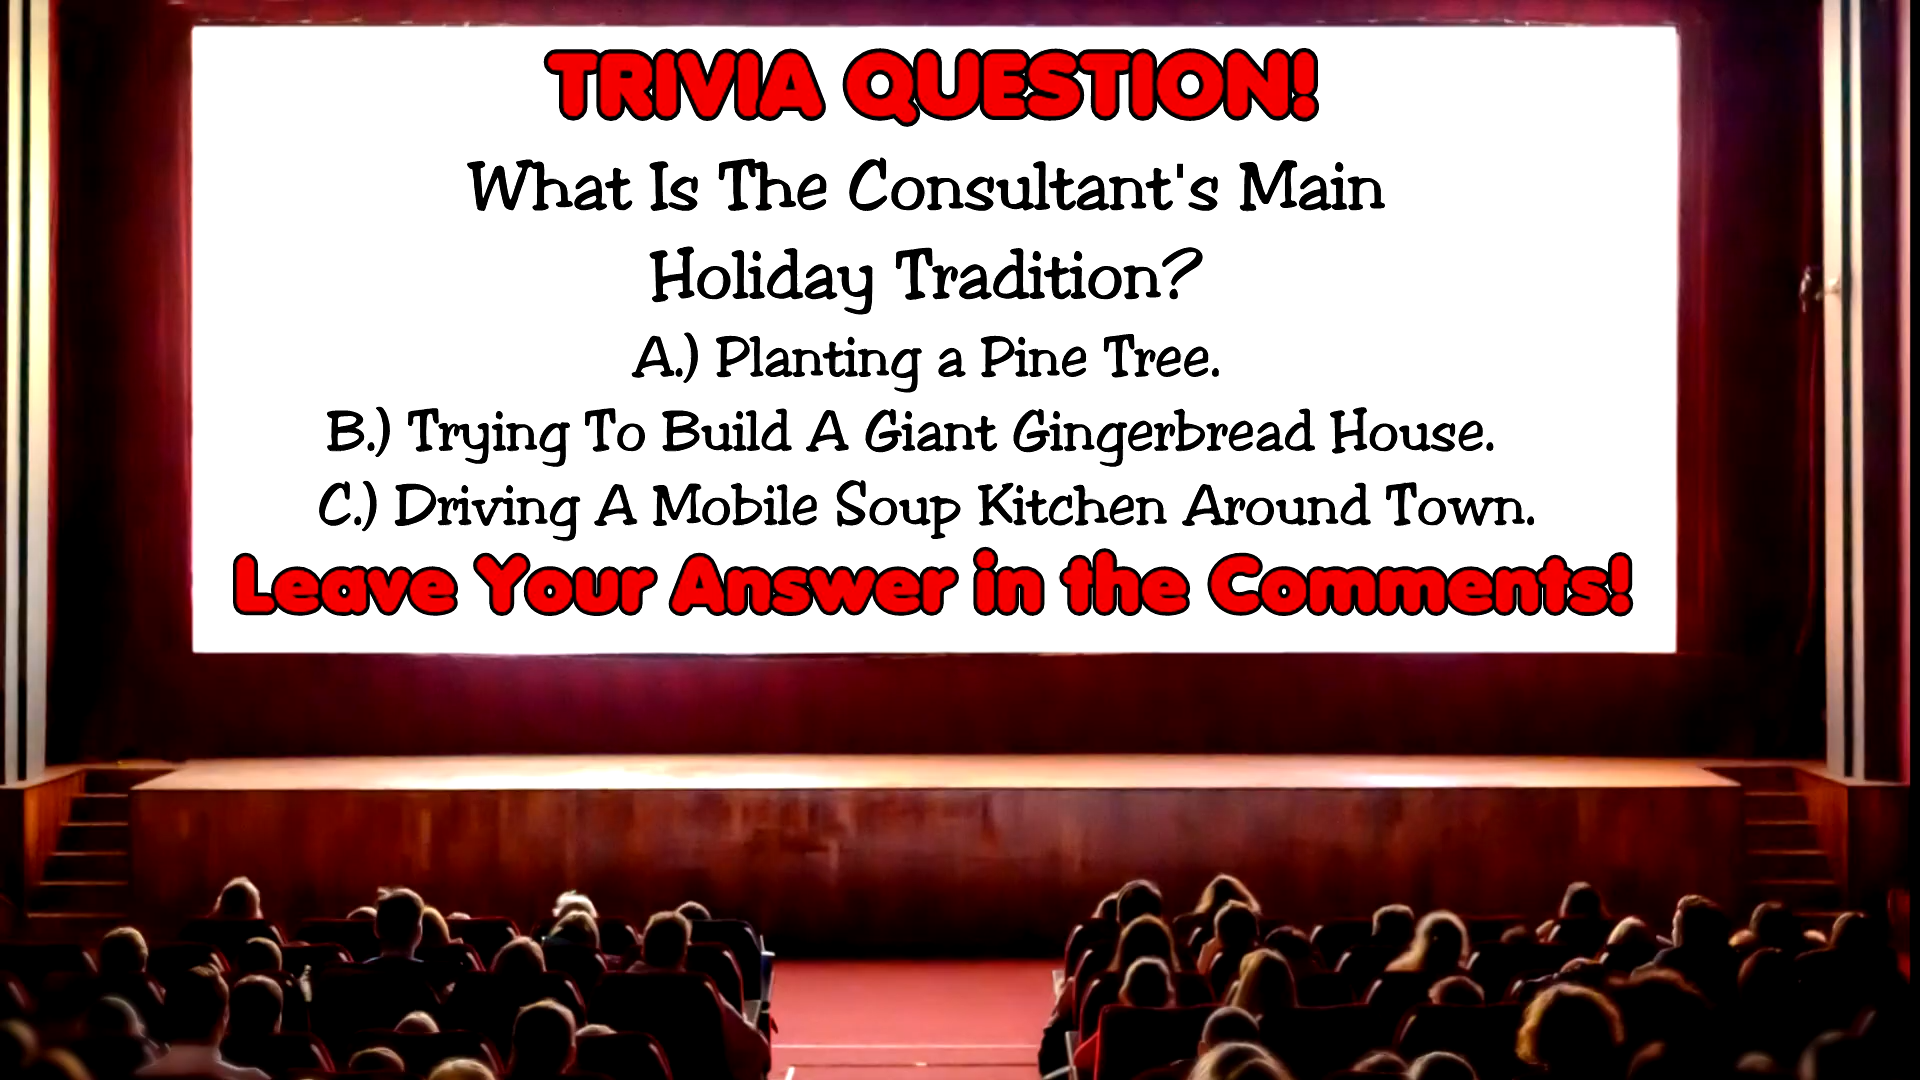 TRIVIA QUESTION!
What Is The Consultant's Main
Holiday Tradition?
A.) Planting a Pine Tree.
B.) Trying To Build A Giant Gingerbread House.
C.) Driving A Mobile Soup Kitchen Around Town.
Leave Your Answer in the Comments!